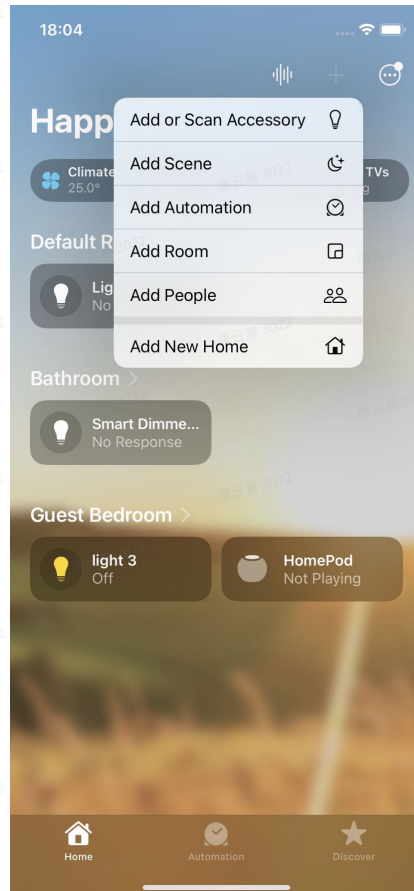 18:04
Happ
Add or Scan Accessory
Add Scene
Add Automation
Add Room
Add People
Add New Home
Climate
25.0°
TVs
g
Default R
Lig
No
Bathroom
Smart Dimme...
No Response
Guest Bedroom
light 3
Off
HomePod
Not Playing
Home
Automation
Discover